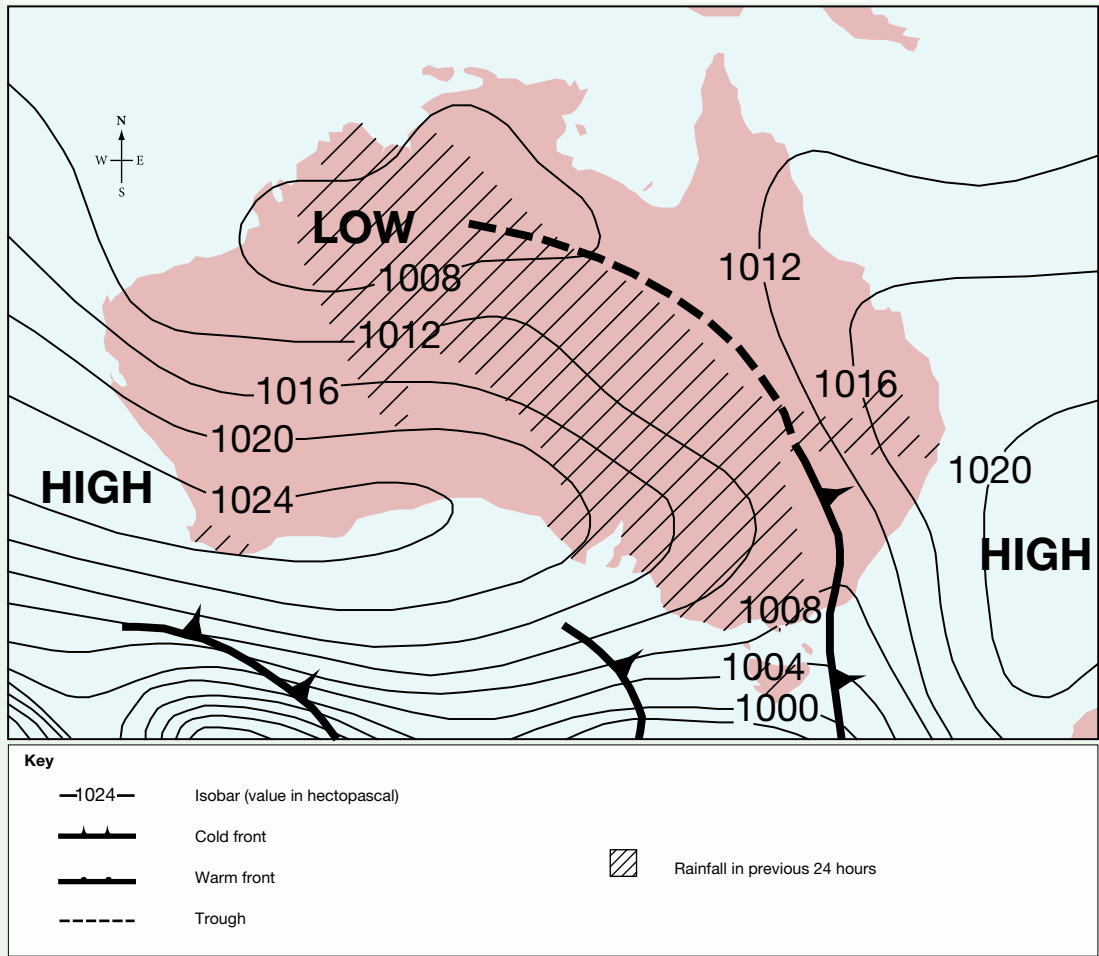 N
W E
S
LOW
1008
1012
1012
1016
1016
1020
1020
HIGH
1024
HIGH
1008
1004
1000
Key
1024
Isobar (value in hectopascal)
Cold front
Warm front
Trough
Rainfall in previous 24 hours